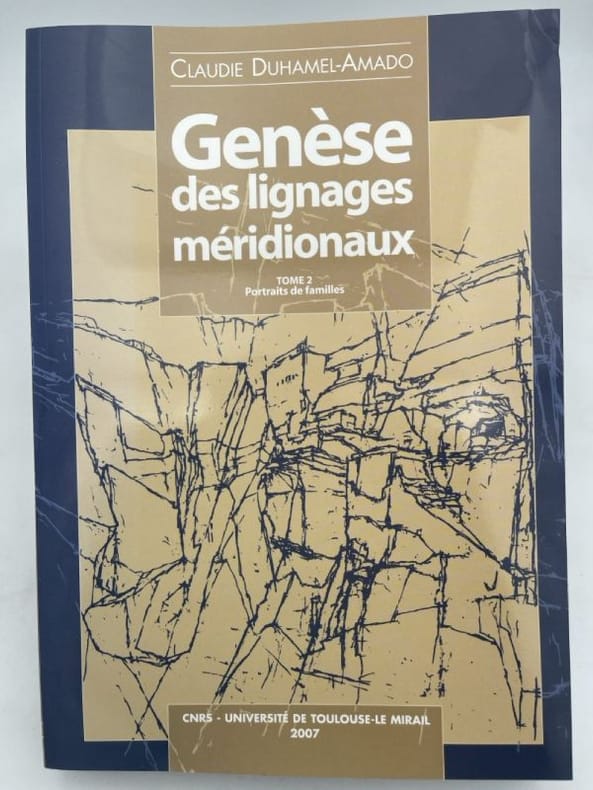 CLAUDIE DUHAMEL-AMADO
Genèse
des lignages
méridionaux
TOME 2
Portraits de familles
CNRS - UNIVERSITÉ DE TOULOUSE-LE MIRAIL
2007